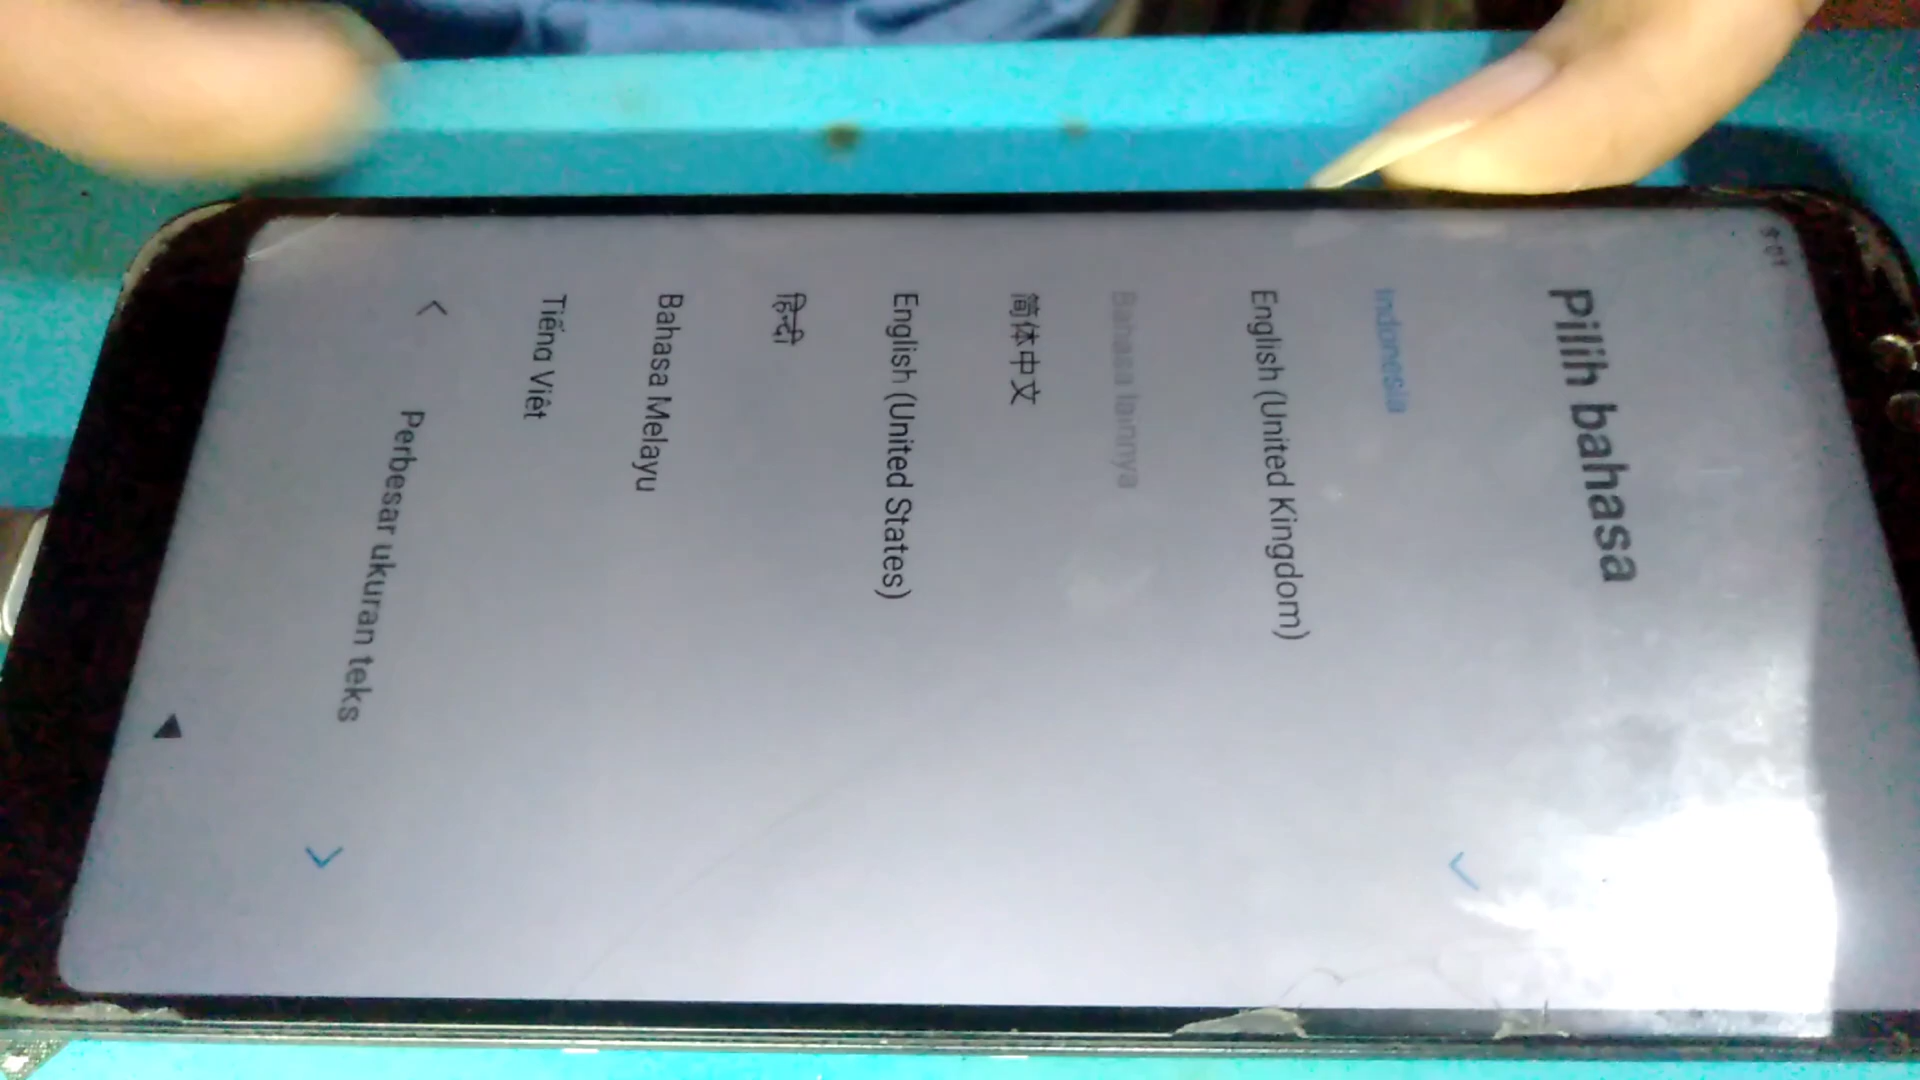 Pilih bahasa
Indonesia
English (United Kingdom)
Bahasa lainnya
简体中文
English (United States)
हिन्दी
Bahasa Melayu
Tiếng Việt
Perbesar ukuran teks